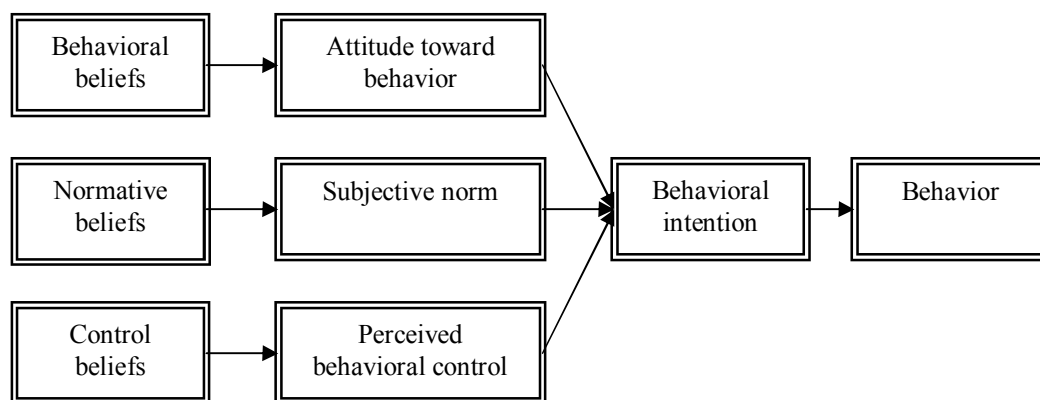 Behavioral
beliefs
Attitude toward
behavior
Normative
beliefs
Subjective norm
Behavioral
intention
Behavior
Control
beliefs
Perceived
behavioral control